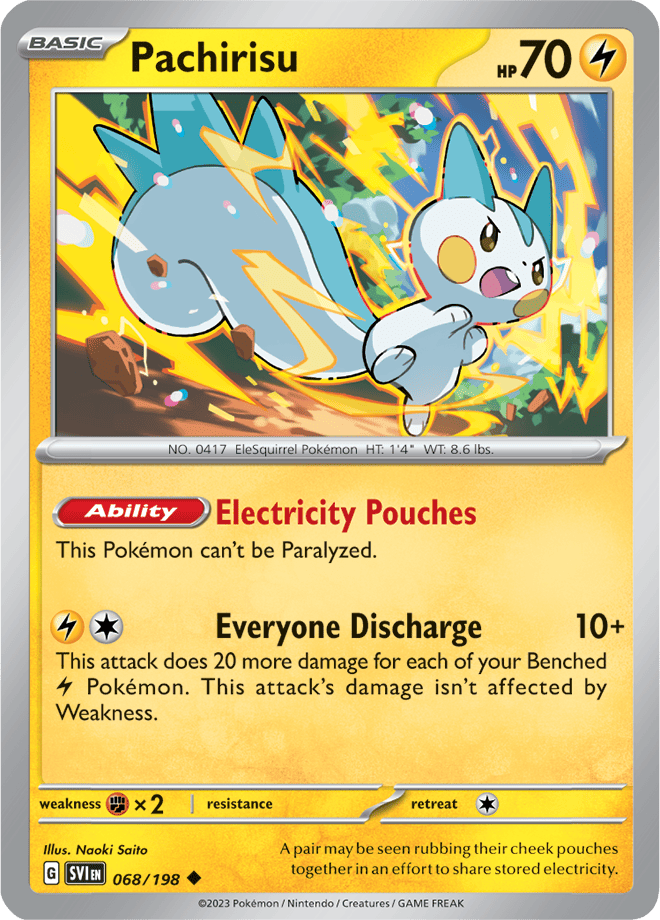 BASIC
Pachirisu
HP 70
NO. 0417 EleSquirrel Pokémon HT: 1'4" WT: 8.6 lbs.
Ability Electricity Pouches
This Pokémon can't be Paralyzed.
Everyone Discharge 10+
This attack does 20 more damage for each of your Benched
Pokémon. This attack's damage isn't affected by
Weakness.
weakness ×2 resistance retreat
Illus. Naoki Saito
A pair may be seen rubbing their cheek pouches
together in an effort to share stored electricity.
G SVI EN 068/198
©2023 Pokémon / Nintendo / Creatures / GAME FREAK